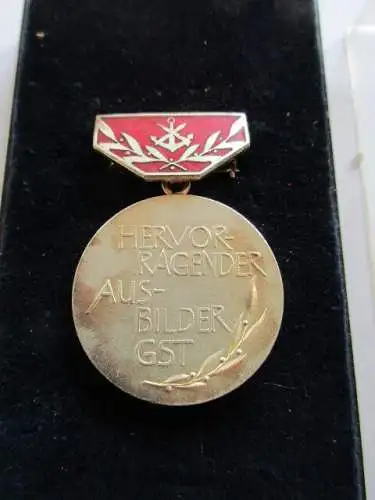 HERVOR-
RAGENDER
AUS-
BILDER
GST